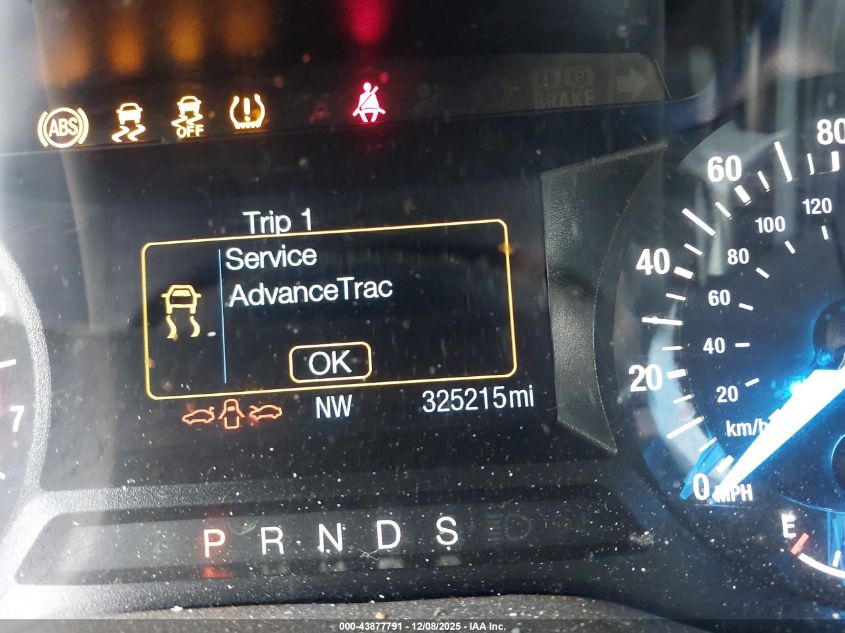 ABS
OFF
BRAKE
P
Trip 1
Service
AdvanceTrac
OK
NW
325215mi
P R N D S
7
0
20
40
60
80
MPH
20
40
60
80
100
120
km/h
E
000-43877791 | 12/08/2025 | IAA Inc.